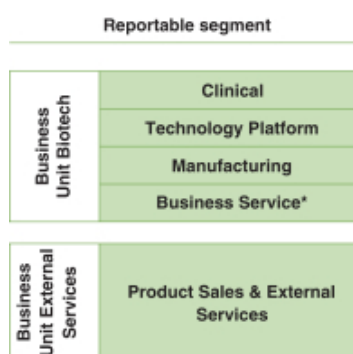 Reportable segment
Business
Unit Biotech
Clinical
Technology Platform
Manufacturing
Business Service*
Business
Unit External
Services
Product Sales & External
Services